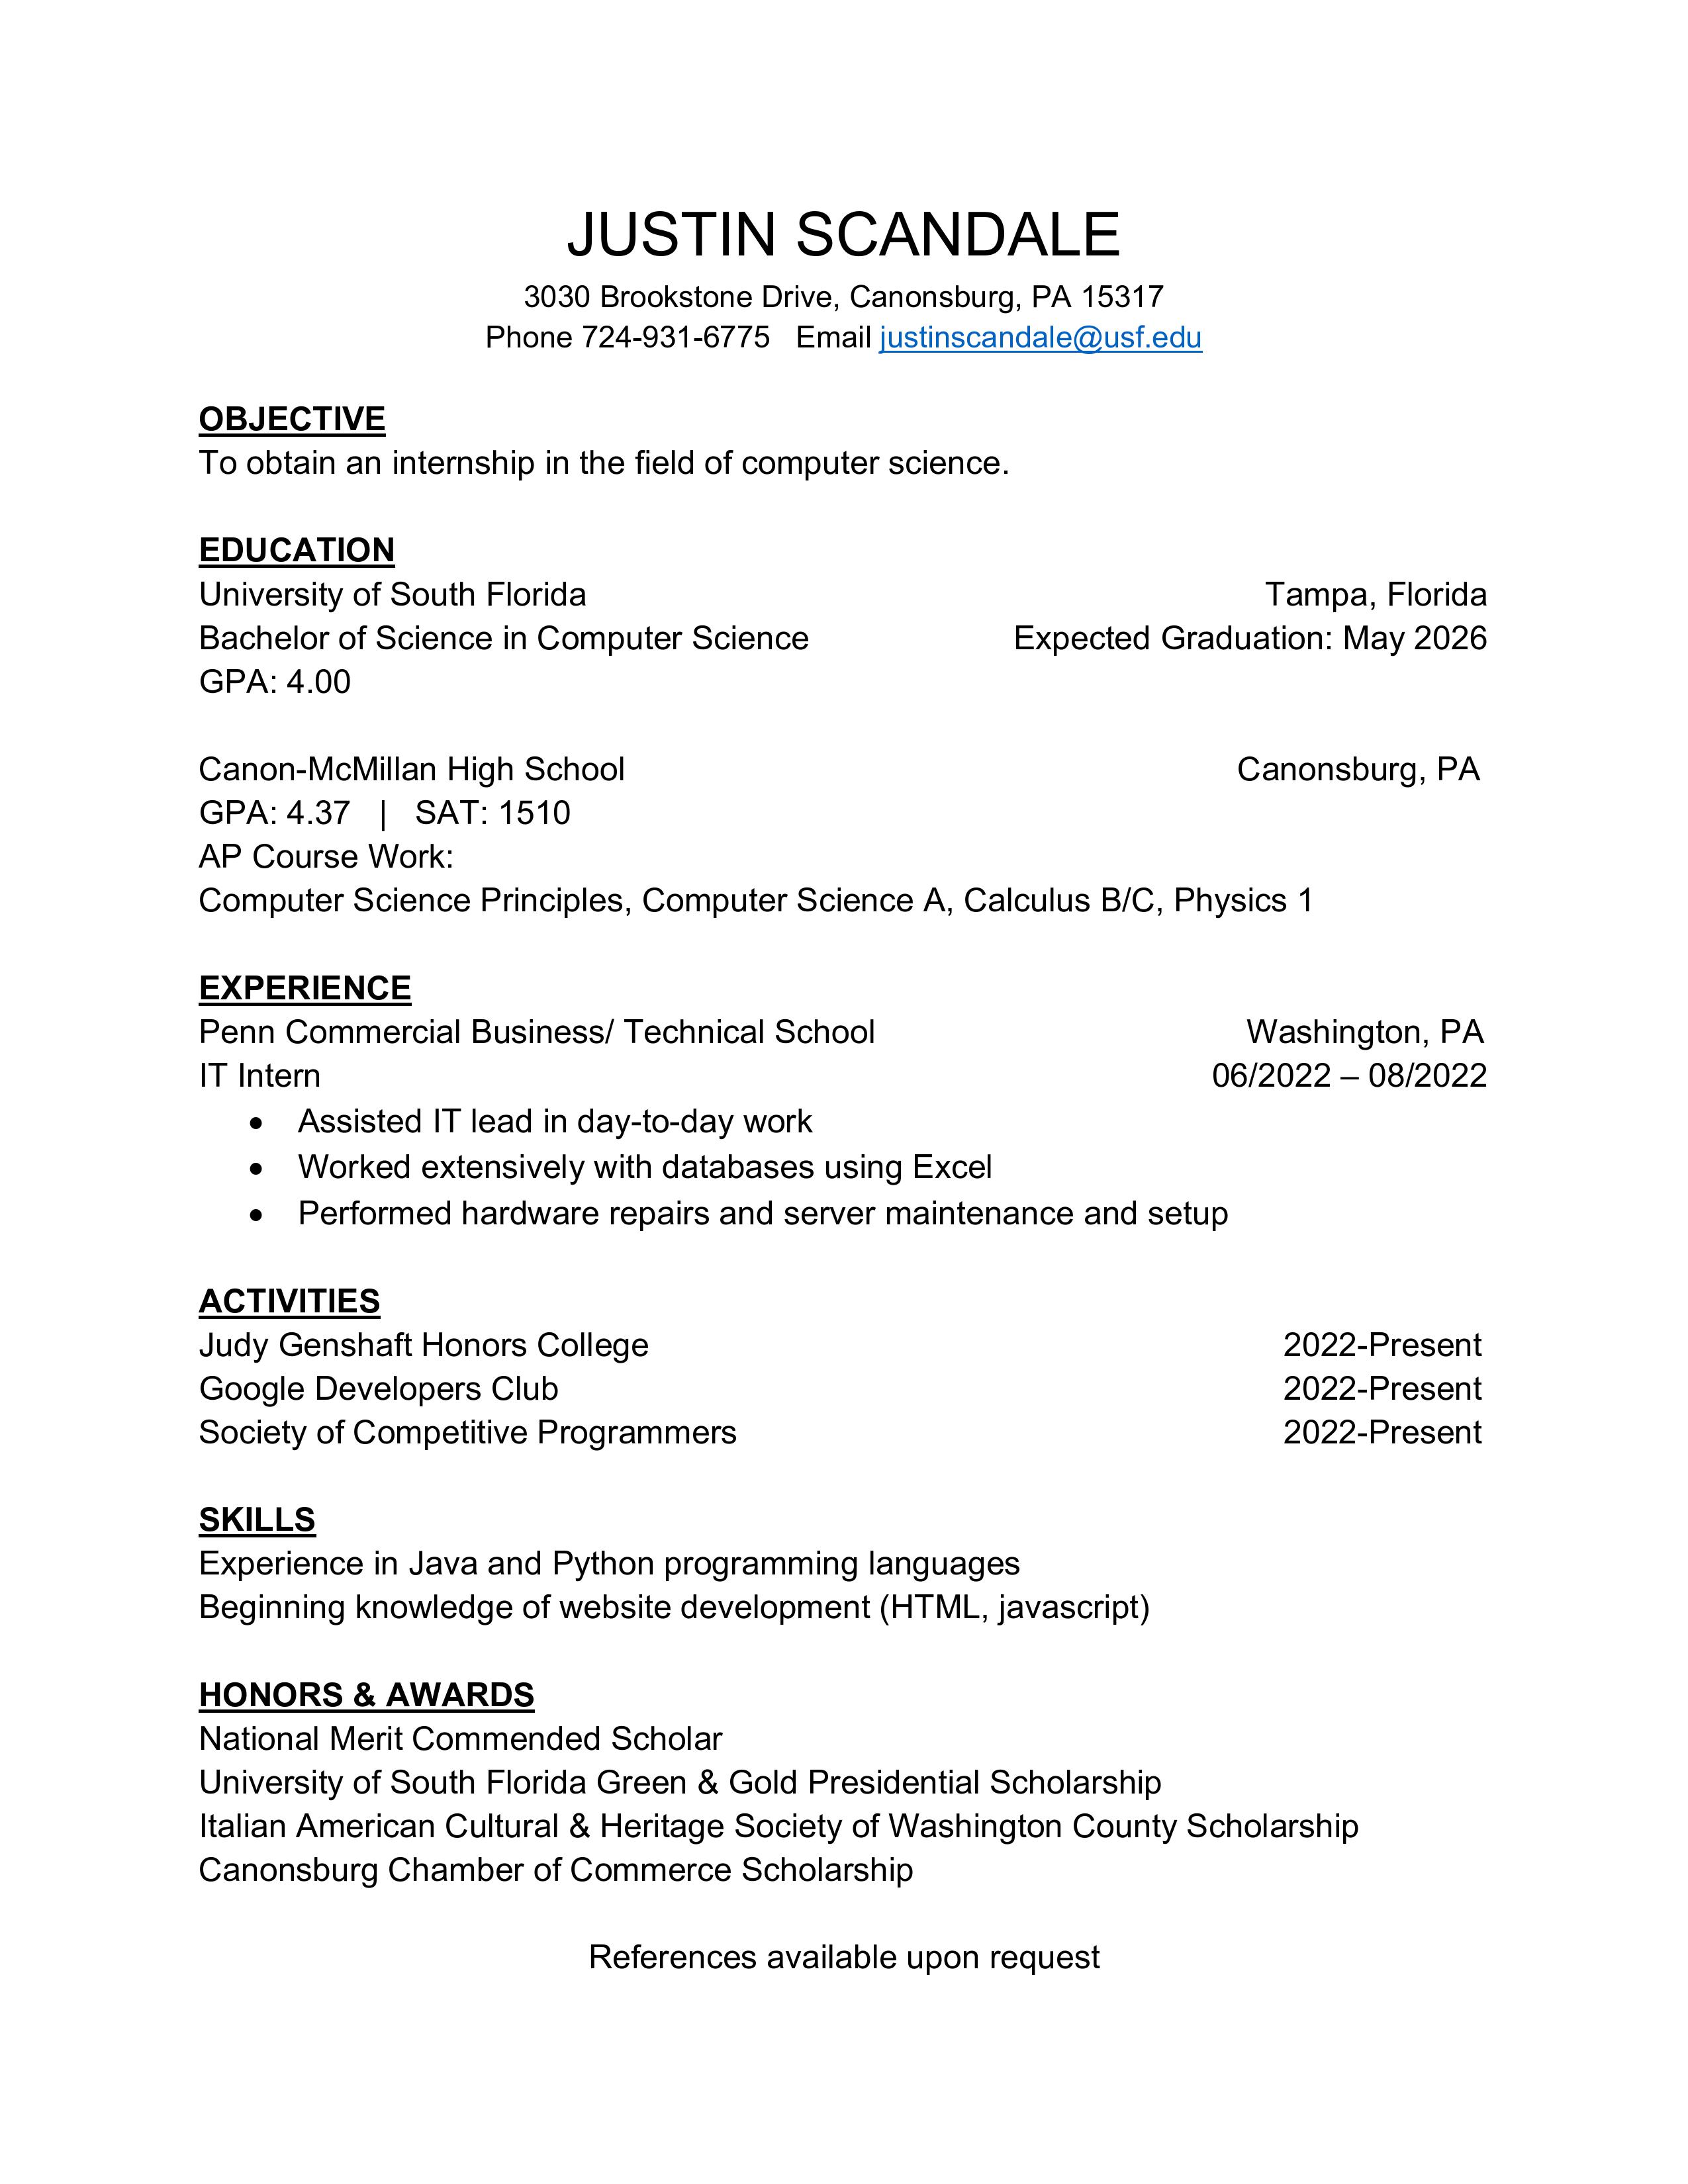 JUSTIN SCANDALE
3030 Brookstone Drive, Canonsburg, PA 15317
Phone 724-931-6775   Email justinscandale@usf.edu
OBJECTIVE
To obtain an internship in the field of computer science.
EDUCATION
University of South Florida   Tampa, Florida
Bachelor of Science in Computer Science   Expected Graduation: May 2026
GPA: 4.00
Canon-McMillan High School   Canonsburg, PA
GPA: 4.37   |   SAT: 1510
AP Course Work:
Computer Science Principles, Computer Science A, Calculus B/C, Physics 1
EXPERIENCE
Penn Commercial Business/ Technical School   Washington, PA
IT Intern   06/2022 – 08/2022
• Assisted IT lead in day-to-day work
• Worked extensively with databases using Excel
• Performed hardware repairs and server maintenance and setup
ACTIVITIES
Judy Genshaft Honors College   2022-Present
Google Developers Club   2022-Present
Society of Competitive Programmers   2022-Present
SKILLS
Experience in Java and Python programming languages
Beginning knowledge of website development (HTML, javascript)
HONORS & AWARDS
National Merit Commended Scholar
University of South Florida Green & Gold Presidential Scholarship
Italian American Cultural & Heritage Society of Washington County Scholarship
Canonsburg Chamber of Commerce Scholarship
References available upon request